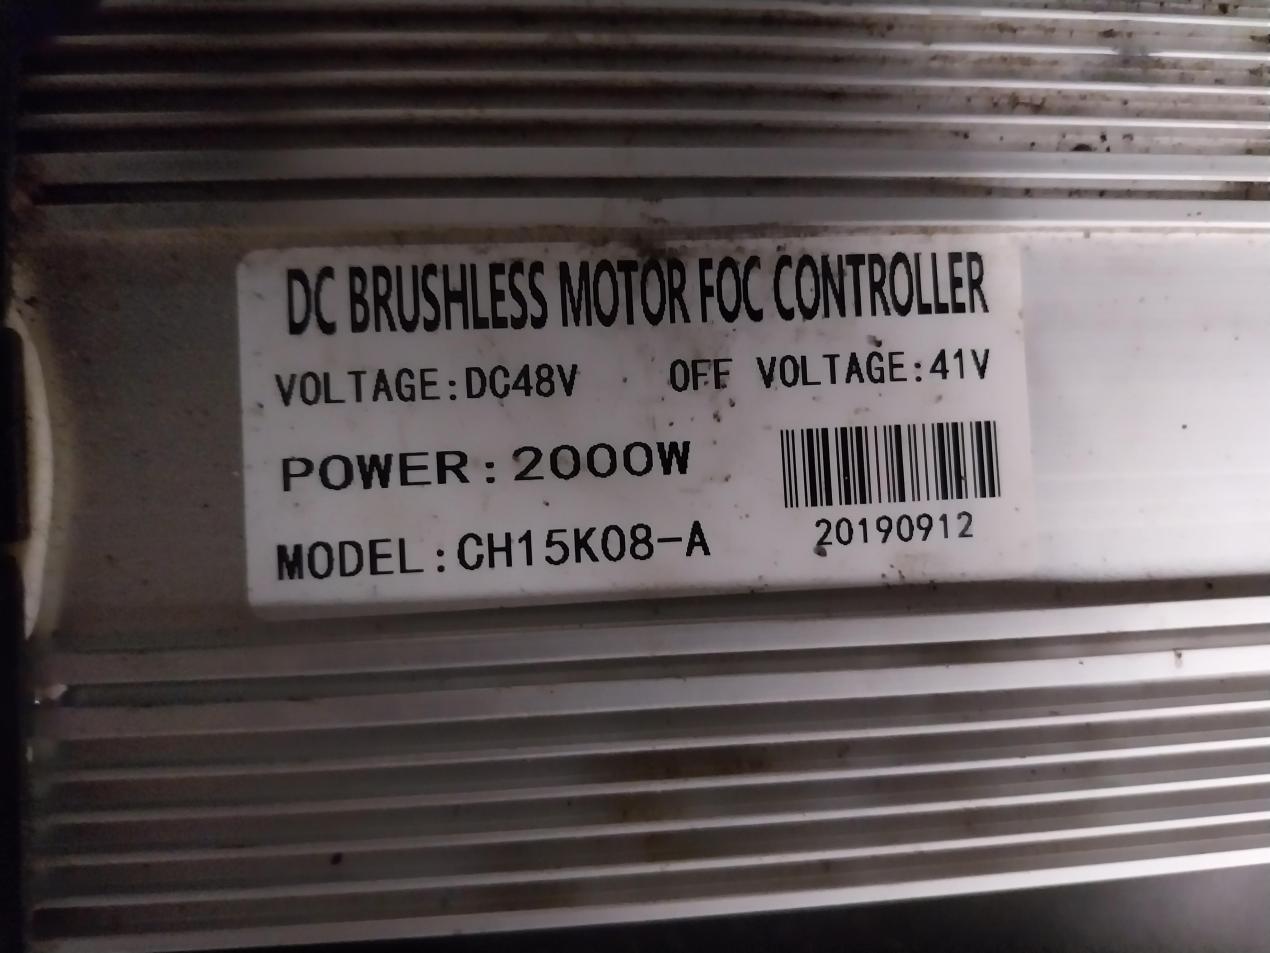 DC BRUSHLESS MOTOR FOC CONTROLLER
VOLTAGE:DC48V OFF VOLTAGE:41V
POWER:2000W
MODEL:CH15K08-A
20190912